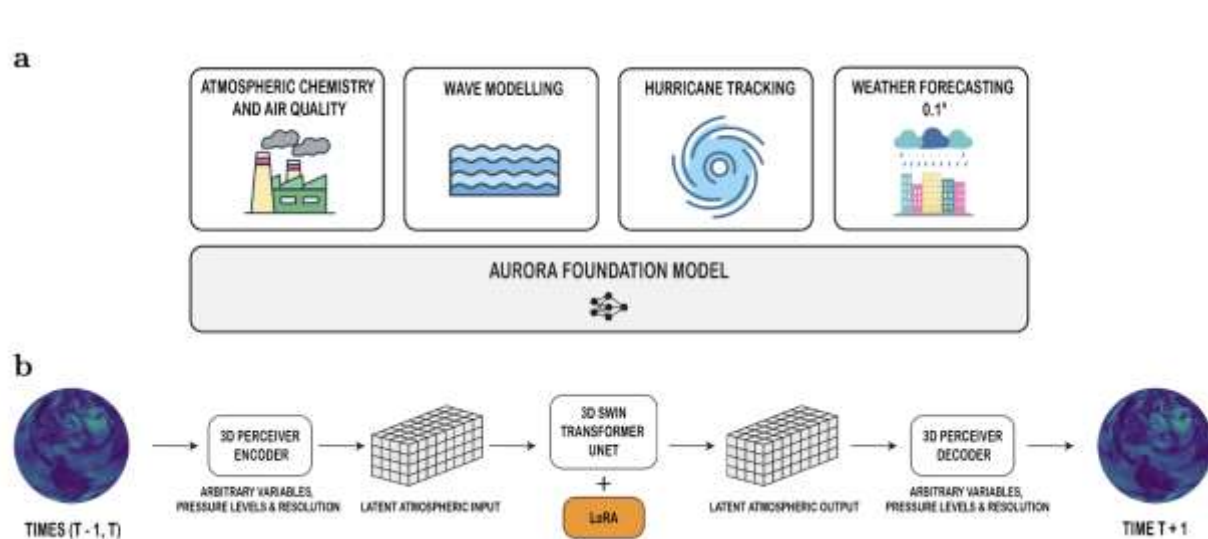 a
ATMOSPHERIC CHEMISTRY
AND AIR QUALITY
WAVE MODELLING
HURRICANE TRACKING
WEATHER FORECASTING
0.1°
AURORA FOUNDATION MODEL
b
3D PERCEIVER
ENCODER
3D SWIN
TRANSFORMER
UNET
3D PERCEIVER
DECODER
ARBITRARY VARIABLES,
PRESSURE LEVELS & RESOLUTION
LATENT ATMOSPHERIC INPUT
+
LoRA
LATENT ATMOSPHERIC OUTPUT
ARBITRARY VARIABLES,
PRESSURE LEVELS & RESOLUTION
TIMES (T - 1, T)
TIME T + 1